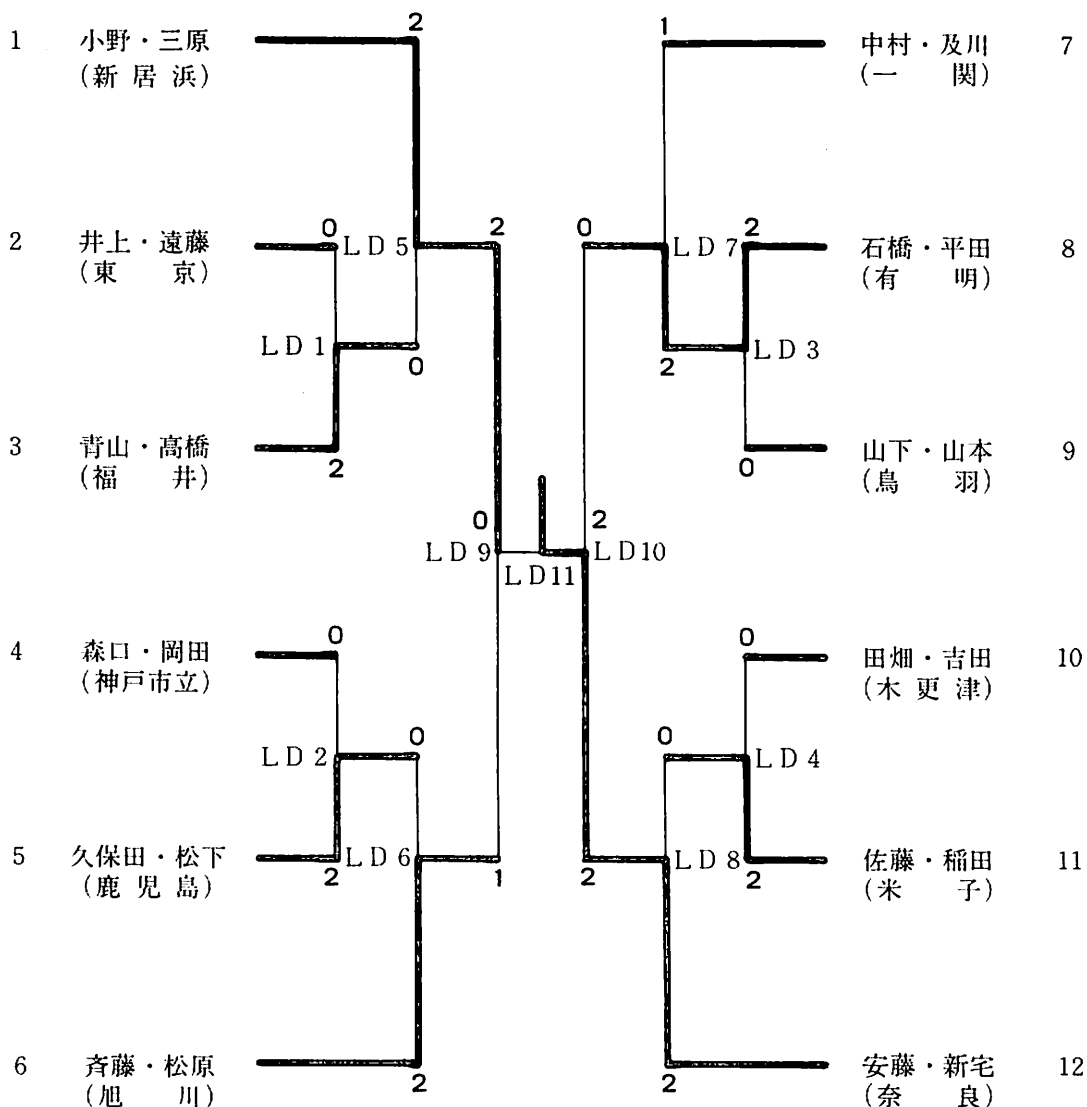 2
1
1 小野・三原 中村・及川 7
(新居浜) (一関)
0 2 0 2
2 井上・遠藤 LD5 LD7 石橋・平田 8
(東京) (有明)
LD1 0 2 LD3
3 青山・高橋 山下・山本 9
(福井) 2 0 (鳥羽)
0 2
LD9 LD11 LD10
0 0
4 森口・岡田 田畑・吉田 10
(神戸市立) (木更津)
0 0
LD2 LD4
5 久保田・松下 LD6 LD8 佐藤・稲田 11
(鹿児島) 2 1 2 2 (米子)
6 斉藤・松原 安藤・新宅 12
(旭川) 2 2 (奈良)